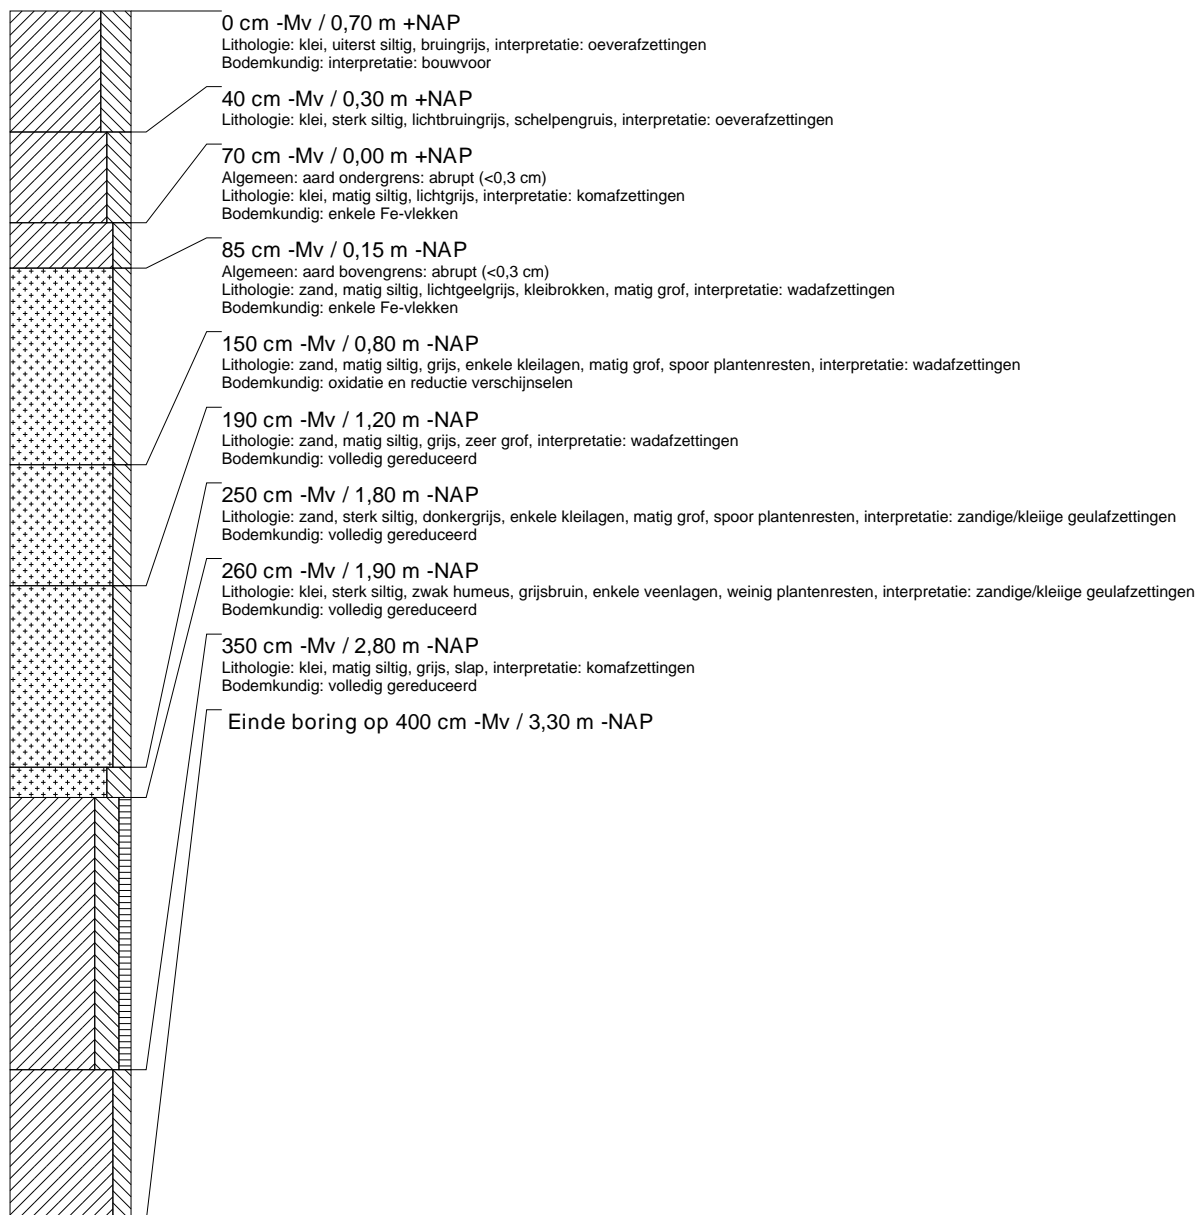 0 cm -Mv / 0,70 m +NAP
Lithologie: klei, uiterst siltig, bruingrijs, interpretatie: oeverafzettingen
Bodemkundig: interpretatie: bouwvoor
40 cm -Mv / 0,30 m +NAP
Lithologie: klei, sterk siltig, lichtbruingrijs, schelpengruis, interpretatie: oeverafzettingen
70 cm -Mv / 0,00 m +NAP
Algemeen: aard ondergrens: abrupt (<0,3 cm)
Lithologie: klei, matig siltig, lichtgrijs, interpretatie: komafzettingen
Bodemkundig: enkele Fe-vlekken
85 cm -Mv / 0,15 m -NAP
Algemeen: aard bovengrens: abrupt (<0,3 cm)
Lithologie: zand, matig siltig, lichtgeelgrijs, kleibrokken, matig grof, interpretatie: wadafzettingen
Bodemkundig: enkele Fe-vlekken
150 cm -Mv / 0,80 m -NAP
Lithologie: zand, matig siltig, grijs, enkele kleilagen, matig grof, spoor plantenresten, interpretatie: wadafzettingen
Bodemkundig: oxidatie en reductie verschijnselen
190 cm -Mv / 1,20 m -NAP
Lithologie: zand, matig siltig, grijs, zeer grof, interpretatie: wadafzettingen
Bodemkundig: volledig gereduceerd
250 cm -Mv / 1,80 m -NAP
Lithologie: zand, sterk siltig, donkergrijs, enkele kleilagen, matig grof, spoor plantenresten, interpretatie: zandige/kleiige geulafzettingen
Bodemkundig: volledig gereduceerd
260 cm -Mv / 1,90 m -NAP
Lithologie: klei, sterk siltig, zwak humeus, grijsbruin, enkele veenlagen, weinig plantenresten, interpretatie: zandige/kleiige geulafzettingen
Bodemkundig: volledig gereduceerd
350 cm -Mv / 2,80 m -NAP
Lithologie: klei, matig siltig, grijs, slap, interpretatie: komafzettingen
Bodemkundig: volledig gereduceerd
Einde boring op 400 cm -Mv / 3,30 m -NAP